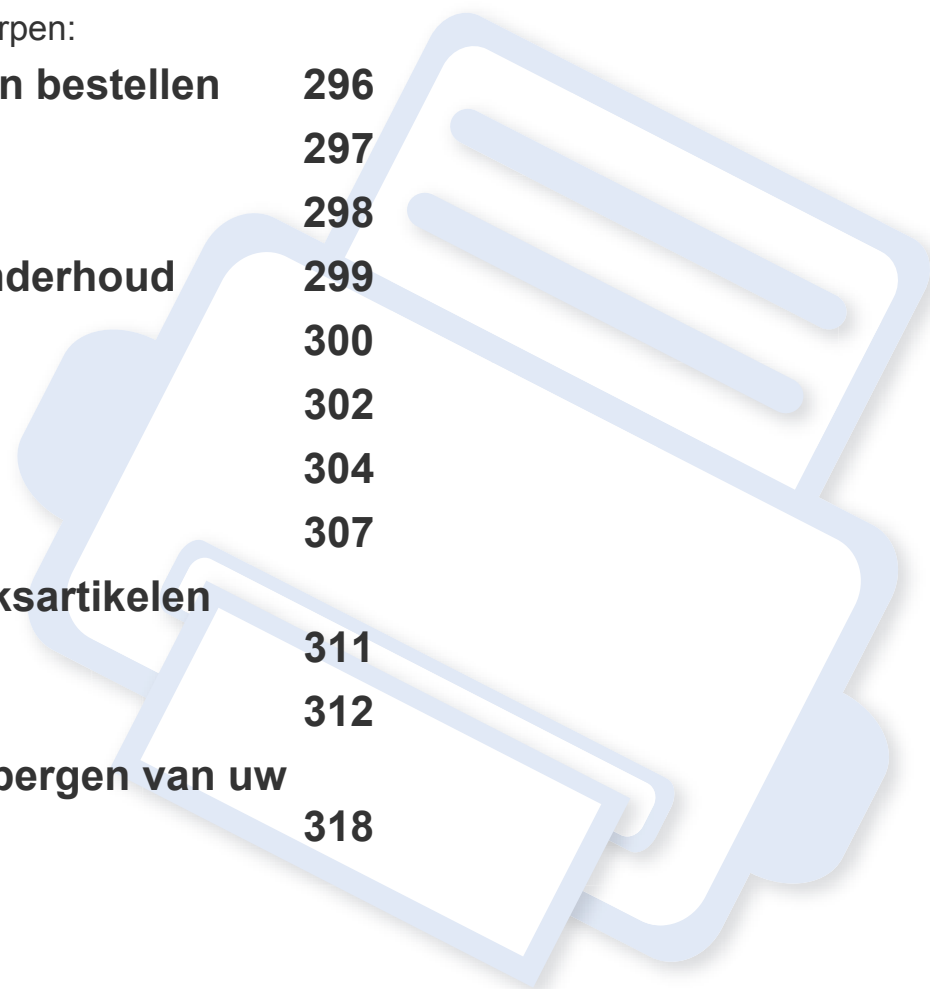 rpen:
n bestellen 296
297
298
nderhoud 299
300
302
304
307
ksartikelen
311
312
bergen van uw
318